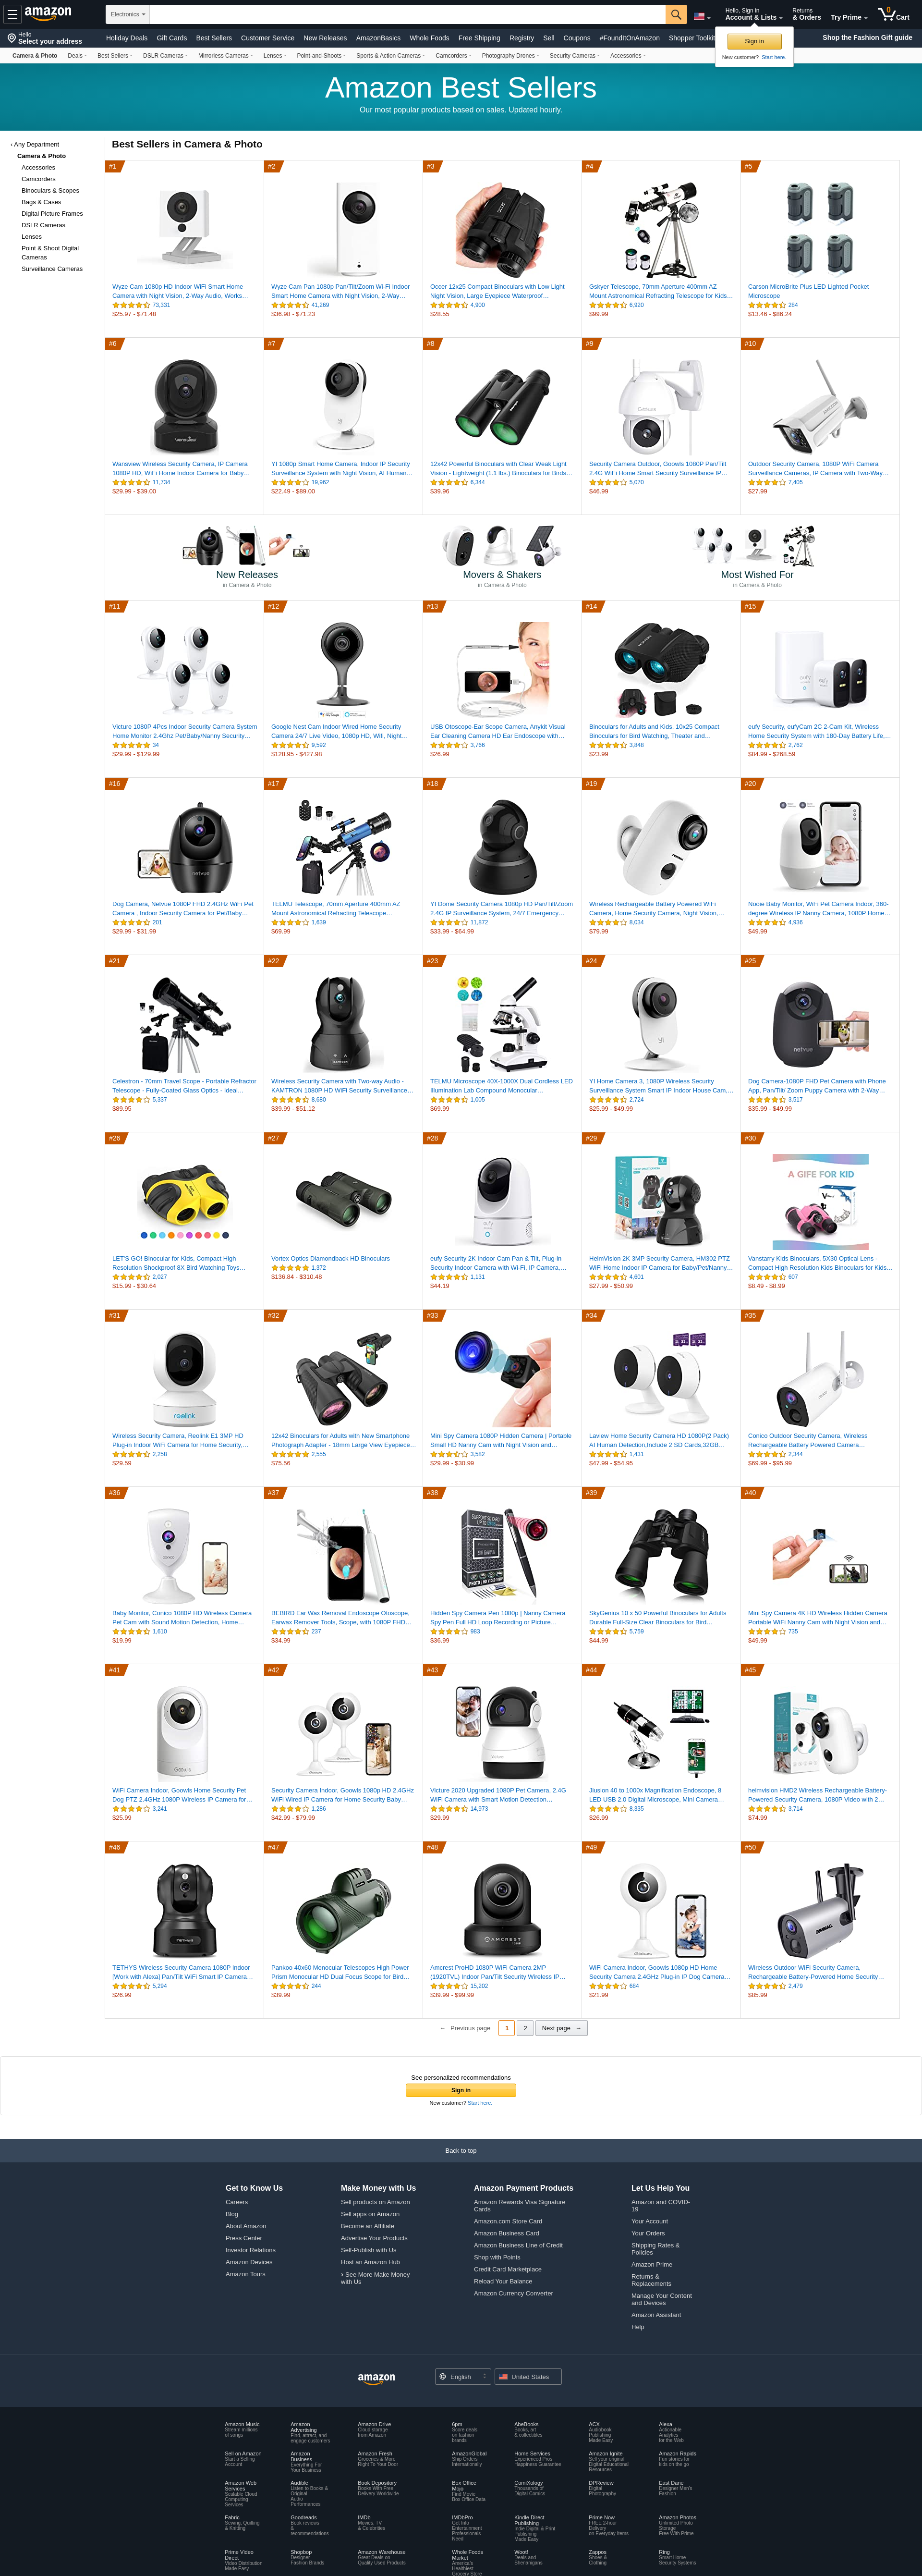 amazon
Electronics
Hello, Sign in
Account & Lists
Returns
& Orders
Try Prime
0
Cart
Hello
Select your address
Holiday Deals Gift Cards Best Sellers Customer Service New Releases AmazonBasics Whole Foods Free Shipping Registry Sell Coupons #FoundItOnAmazon Shopper Toolkit
Shop the Fashion Gift guide
Sign in
New customer? Start here.
Camera & Photo Deals Best Sellers DSLR Cameras Mirrorless Cameras Lenses Point-and-Shoots Sports & Action Cameras Camcorders Photography Drones Security Cameras Accessories
Amazon Best Sellers
Our most popular products based on sales. Updated hourly.
‹ Any Department
Camera & Photo
Accessories
Camcorders
Binoculars & Scopes
Bags & Cases
Digital Picture Frames
DSLR Cameras
Lenses
Point & Shoot Digital
Cameras
Surveillance Cameras
Best Sellers in Camera & Photo
#1
Wyze Cam 1080p HD Indoor WiFi Smart Home
Camera with Night Vision, 2-Way Audio, Works…
73,331
$25.97 - $71.48
#2
Wyze Cam Pan 1080p Pan/Tilt/Zoom Wi-Fi Indoor
Smart Home Camera with Night Vision, 2-Way…
41,269
$36.98 - $71.23
#3
Occer 12x25 Compact Binoculars with Low Light
Night Vision, Large Eyepiece Waterproof…
4,900
$28.55
#4
Gskyer Telescope, 70mm Aperture 400mm AZ
Mount Astronomical Refracting Telescope for Kids…
6,920
$99.99
#5
Carson MicroBrite Plus LED Lighted Pocket
Microscope
284
$13.46 - $86.24
#6
Wansview Wireless Security Camera, IP Camera
1080P HD, WiFi Home Indoor Camera for Baby…
11,734
$29.99 - $39.00
#7
YI 1080p Smart Home Camera, Indoor IP Security
Surveillance System with Night Vision, AI Human…
19,962
$22.49 - $89.00
#8
12x42 Powerful Binoculars with Clear Weak Light
Vision - Lightweight (1.1 lbs.) Binoculars for Birds…
6,344
$39.96
#9
Security Camera Outdoor, Goowls 1080P Pan/Tilt
2.4G WiFi Home Smart Security Surveillance IP…
5,070
$46.99
#10
Outdoor Security Camera, 1080P WiFi Camera
Surveillance Cameras, IP Camera with Two-Way…
7,405
$27.99
New Releases
in Camera & Photo
Movers & Shakers
in Camera & Photo
Most Wished For
in Camera & Photo
#11
Victure 1080P 4Pcs Indoor Security Camera System
Home Monitor 2.4Ghz Pet/Baby/Nanny Security…
34
$29.99 - $129.99
#12
Google Nest Cam Indoor Wired Home Security
Camera 24/7 Live Video, 1080p HD, Wifi, Night…
9,592
$128.95 - $427.98
#13
USB Otoscope-Ear Scope Camera, Anykit Visual
Ear Cleaning Camera HD Ear Endoscope with…
3,766
$26.99
#14
Binoculars for Adults and Kids, 10x25 Compact
Binoculars for Bird Watching, Theater and…
3,848
$23.99
#15
eufy Security, eufyCam 2C 2-Cam Kit, Wireless
Home Security System with 180-Day Battery Life,…
2,762
$84.99 - $268.59
#16
Dog Camera, Netvue 1080P FHD 2.4GHz WiFi Pet
Camera , Indoor Security Camera for Pet/Baby…
201
$29.99 - $31.99
#17
TELMU Telescope, 70mm Aperture 400mm AZ
Mount Astronomical Refracting Telescope…
1,639
$69.99
#18
YI Dome Security Camera 1080p HD Pan/Tilt/Zoom
2.4G IP Surveillance System, 24/7 Emergency…
11,872
$33.99 - $64.99
#19
Wireless Rechargeable Battery Powered WiFi
Camera, Home Security Camera, Night Vision,…
8,034
$79.99
#20
Nooie Baby Monitor, WiFi Pet Camera Indoor, 360-
degree Wireless IP Nanny Camera, 1080P Home…
4,936
$49.99
#21
Celestron - 70mm Travel Scope - Portable Refractor
Telescope - Fully-Coated Glass Optics - Ideal…
5,337
$89.95
#22
Wireless Security Camera with Two-way Audio -
KAMTRON 1080P HD WiFi Security Surveillance…
8,680
$39.99 - $51.12
#23
TELMU Microscope 40X-1000X Dual Cordless LED
Illumination Lab Compound Monocular…
1,005
$69.99
#24
YI Home Camera 3, 1080P Wireless Security
Surveillance System Smart IP Indoor House Cam,…
2,724
$25.99 - $49.99
#25
Dog Camera-1080P FHD Pet Camera with Phone
App, Pan/Tilt/ Zoom Puppy Camera with 2-Way…
3,517
$35.99 - $49.99
#26
LET'S GO! Binocular for Kids, Compact High
Resolution Shockproof 8X Bird Watching Toys…
2,027
$15.99 - $30.64
#27
Vortex Optics Diamondback HD Binoculars
1,372
$136.84 - $310.48
#28
eufy Security 2K Indoor Cam Pan & Tilt, Plug-in
Security Indoor Camera with Wi-Fi, IP Camera,…
1,131
$44.19
#29
HeimVision 2K 3MP Security Camera, HM302 PTZ
WiFi Home Indoor IP Camera for Baby/Pet/Nanny…
4,601
$27.99 - $50.99
#30
A GIFE FOR KID
Vanstarry Kids Binoculars, 5X30 Optical Lens -
Compact High Resolution Kids Binoculars for Kids…
607
$8.49 - $8.99
#31
reolink
Wireless Security Camera, Reolink E1 3MP HD
Plug-in Indoor WiFi Camera for Home Security,…
2,258
$29.59
#32
12x42 Binoculars for Adults with New Smartphone
Photograph Adapter - 18mm Large View Eyepiece…
2,555
$75.56
#33
Mini Spy Camera 1080P Hidden Camera | Portable
Small HD Nanny Cam with Night Vision and…
3,582
$29.99 - $30.99
#34
Laview Home Security Camera HD 1080P(2 Pack)
AI Human Detection,Include 2 SD Cards,32GB…
1,431
$47.99 - $54.95
#35
Conico Outdoor Security Camera, Wireless
Rechargeable Battery Powered Camera…
2,344
$69.99 - $95.99
#36
Baby Monitor, Conico 1080P HD Wireless Camera
Pet Cam with Sound Motion Detection, Home…
1,610
$19.99
#37
BEBIRD Ear Wax Removal Endoscope Otoscope,
Earwax Remover Tools, Scope, with 1080P FHD…
237
$34.99
#38
Hidden Spy Camera Pen 1080p | Nanny Camera
Spy Pen Full HD Loop Recording or Picture…
983
$36.99
#39
SkyGenius 10 x 50 Powerful Binoculars for Adults
Durable Full-Size Clear Binoculars for Bird…
5,759
$44.99
#40
Mini Spy Camera 4K HD Wireless Hidden Camera
Portable WiFi Nanny Cam with Night Vision and…
735
$49.99
#41
WiFi Camera Indoor, Goowls Home Security Pet
Dog PTZ 2.4GHz 1080P Wireless IP Camera for…
3,241
$25.99
#42
Security Camera Indoor, Goowls 1080p HD 2.4GHz
WiFi Wired IP Camera for Home Security Baby…
1,286
$42.99 - $79.99
#43
Victure 2020 Upgraded 1080P Pet Camera, 2.4G
WiFi Camera with Smart Motion Detection…
14,973
$29.99
#44
Jiusion 40 to 1000x Magnification Endoscope, 8
LED USB 2.0 Digital Microscope, Mini Camera…
8,335
$26.99
#45
heimvision HMD2 Wireless Rechargeable Battery-
Powered Security Camera, 1080P Video with 2…
3,714
$74.99
#46
TETHYS Wireless Security Camera 1080P Indoor
[Work with Alexa] Pan/Tilt WiFi Smart IP Camera…
5,294
$26.99
#47
Pankoo 40x60 Monocular Telescopes High Power
Prism Monocular HD Dual Focus Scope for Bird…
244
$39.99
#48
Amcrest ProHD 1080P WiFi Camera 2MP
(1920TVL) Indoor Pan/Tilt Security Wireless IP…
15,202
$39.99 - $99.99
#49
WiFi Camera Indoor, Goowls 1080p HD Home
Security Camera 2.4GHz Plug-in IP Dog Camera…
684
$21.99
#50
Wireless Outdoor WiFi Security Camera,
Rechargeable Battery-Powered Home Security…
2,479
$85.99
← Previous page 1 2 Next page →
See personalized recommendations
Sign in
New customer? Start here.
Back to top
Get to Know Us
Careers
Blog
About Amazon
Press Center
Investor Relations
Amazon Devices
Amazon Tours
Make Money with Us
Sell products on Amazon
Sell apps on Amazon
Become an Affiliate
Advertise Your Products
Self-Publish with Us
Host an Amazon Hub
› See More Make Money
with Us
Amazon Payment Products
Amazon Rewards Visa Signature
Cards
Amazon.com Store Card
Amazon Business Card
Amazon Business Line of Credit
Shop with Points
Credit Card Marketplace
Reload Your Balance
Amazon Currency Converter
Let Us Help You
Amazon and COVID-
19
Your Account
Your Orders
Shipping Rates &
Policies
Amazon Prime
Returns &
Replacements
Manage Your Content
and Devices
Amazon Assistant
Help
amazon
English
United States
Amazon Music
Stream millions
of songs
Amazon
Advertising
Find, attract, and
engage customers
Amazon Drive
Cloud storage
from Amazon
6pm
Score deals
on fashion
brands
AbeBooks
Books, art
& collectibles
ACX
Audiobook
Publishing
Made Easy
Alexa
Actionable
Analytics
for the Web
Sell on Amazon
Start a Selling
Account
Amazon
Business
Everything For
Your Business
Amazon Fresh
Groceries & More
Right To Your Door
AmazonGlobal
Ship Orders
Internationally
Home Services
Experienced Pros
Happiness Guarantee
Amazon Ignite
Sell your original
Digital Educational
Resources
Amazon Rapids
Fun stories for
kids on the go
Amazon Web
Services
Scalable Cloud
Computing
Services
Audible
Listen to Books &
Original
Audio
Performances
Book Depository
Books With Free
Delivery Worldwide
Box Office
Mojo
Find Movie
Box Office Data
ComiXology
Thousands of
Digital Comics
DPReview
Digital
Photography
East Dane
Designer Men's
Fashion
Fabric
Sewing, Quilting
& Knitting
Goodreads
Book reviews
&
recommendations
IMDb
Movies, TV
& Celebrities
IMDbPro
Get Info
Entertainment
Professionals
Need
Kindle Direct
Publishing
Indie Digital & Print
Publishing
Made Easy
Prime Now
FREE 2-hour
Delivery
on Everyday Items
Amazon Photos
Unlimited Photo
Storage
Free With Prime
Prime Video
Direct
Video Distribution
Made Easy
Shopbop
Designer
Fashion Brands
Amazon Warehouse
Great Deals on
Quality Used Products
Whole Foods
Market
America's
Healthiest
Grocery Store
Woot!
Deals and
Shenanigans
Zappos
Shoes &
Clothing
Ring
Smart Home
Security Systems